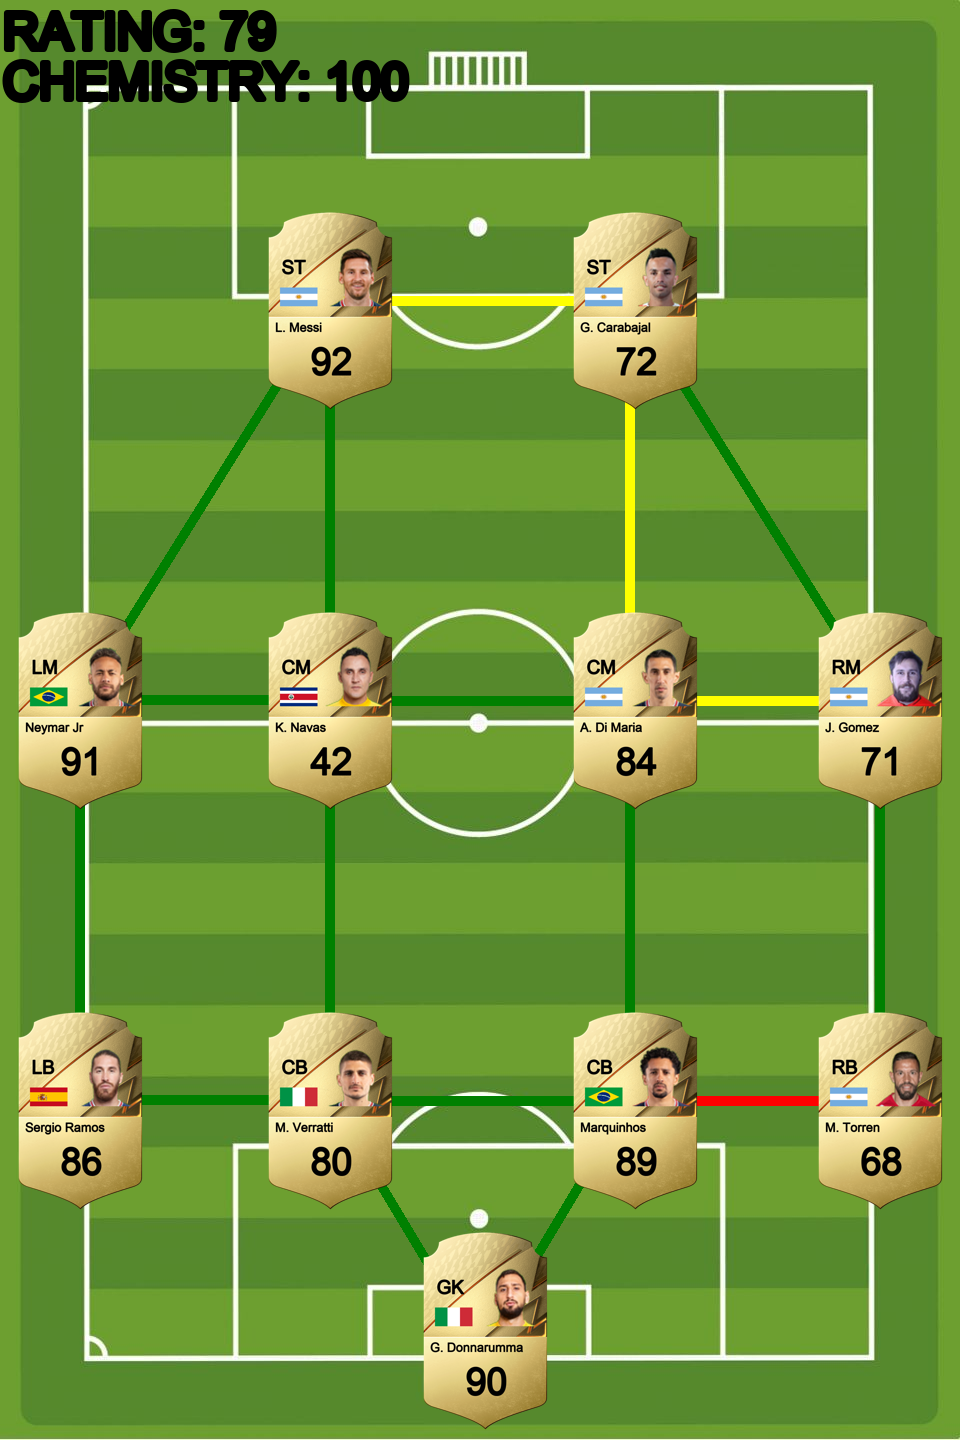 RATING: 79
CHEMISTRY: 100
ST
L. Messi
92
ST
G. Carabajal
72
LM
Neymar Jr
91
CM
K. Navas
42
CM
A. Di Maria
84
RM
J. Gomez
71
LB
Sergio Ramos
86
CB
M. Verratti
80
CB
Marquinhos
89
RB
M. Torren
68
GK
G. Donnarumma
90